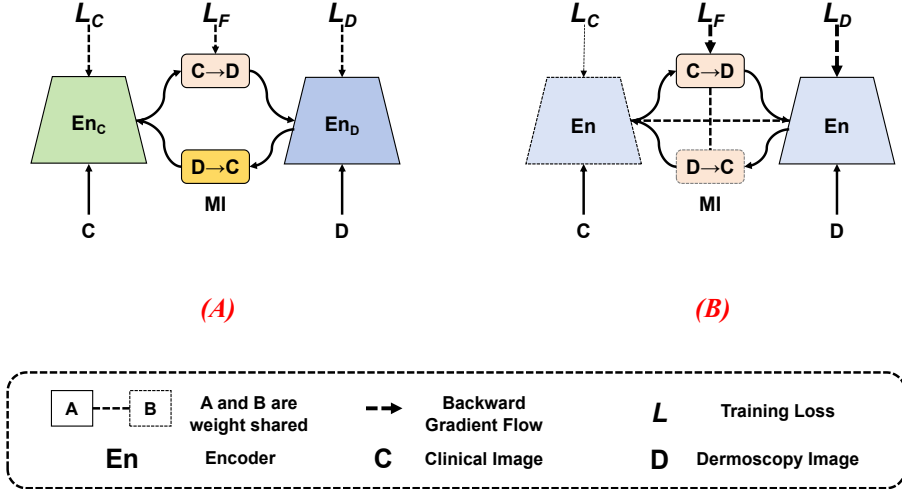 L_C L_F L_D
C→D
En_C En_D
D→C
MI
C D
(A)
L_C L_F L_D
C→D
En En
D→C
MI
C D
(B)
A B A and B are
weight shared
Backward
Gradient Flow
L Training Loss
En Encoder
C Clinical Image
D Dermoscopy Image